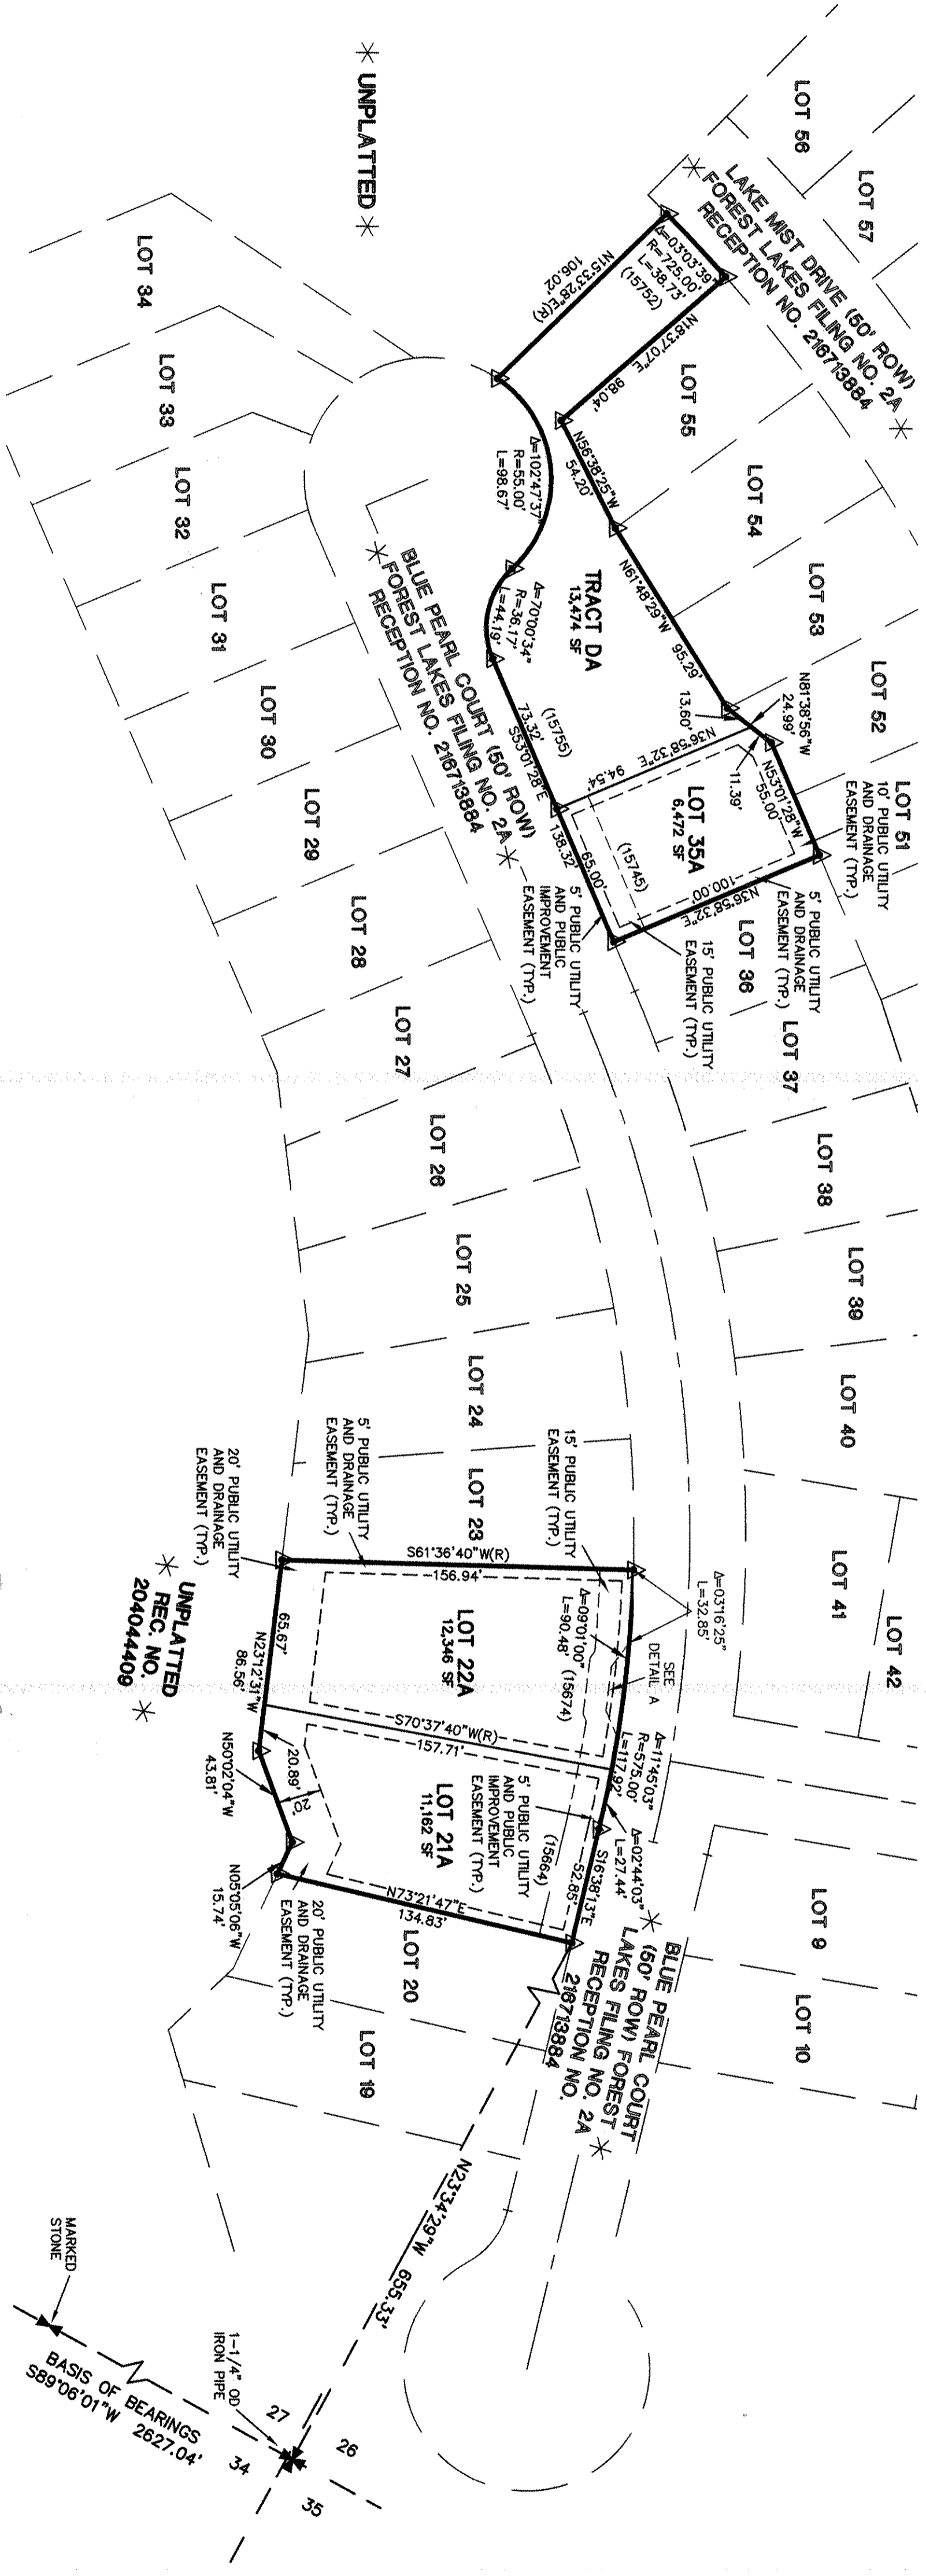 LOT 56
LOT 57
* LAKE MIST DRIVE (50' ROW)
FOREST LAKES FILING NO. 2A *
RECEPTION NO. 216713884
* UNPLATTED *
Δ=03°03'39"
R=725.00'
L=38.73'
(15752)
N15°33'28"E(R)
106.02'
N18°37'07"E
98.04'
LOT 55
N56°38'25"W
54.20'
LOT 54
N61°48'29"W
95.29'
LOT 53
LOT 52
N81°38'56"W
24.99'
13.60'
11.39'
N53°01'28"W
55.00'
LOT 51
10' PUBLIC UTILITY
AND DRAINAGE
EASEMENT (TYP.)
TRACT DA
13,474 SF
Δ=102°47'37"
R=55.00'
L=98.67'
Δ=70°00'34"
R=36.17'
L=44.19'
(15755)
73.32'
S53°01'28"E
138.32'
65.00'
N36°58'32"E
94.54'
LOT 35A
6,472 SF
(15745)
N36°58'32"E
100.00'
5' PUBLIC UTILITY
AND DRAINAGE
EASEMENT (TYP.)
LOT 36
15' PUBLIC UTILITY
EASEMENT (TYP.)
5' PUBLIC UTILITY
AND PUBLIC
IMPROVEMENT
EASEMENT (TYP.)
BLUE PEARL COURT (50' ROW)
* FOREST LAKES FILING NO. 2A *
RECEPTION NO. 216713884
LOT 34
LOT 33
LOT 32
LOT 31
LOT 30
LOT 29
LOT 28
LOT 27
LOT 26
LOT 25
LOT 24
LOT 23
LOT 37
LOT 38
LOT 39
LOT 40
LOT 41
LOT 42
15' PUBLIC UTILITY
EASEMENT (TYP.)
5' PUBLIC UTILITY
AND DRAINAGE
EASEMENT (TYP.)
20' PUBLIC UTILITY
AND DRAINAGE
EASEMENT (TYP.)
S61°36'40"W(R)
156.94'
Δ=03°16'25"
L=32.85'
Δ=09°01'00"
L=90.48'
(15674)
SEE
DETAIL A
LOT 22A
12,346 SF
65.67'
N23°12'31"W
86.56'
* UNPLATTED
REC. NO.
204044409 *
S70°37'40"W(R)
157.71'
Δ=11°45'03"
R=575.00'
L=117.92'
Δ=02°44'03"
L=27.44'
20.89'
20'
N50°02'04"W
43.81'
LOT 21A
11,162 SF
5' PUBLIC UTILITY
AND PUBLIC
IMPROVEMENT
EASEMENT (TYP.)
(15664)
S16°38'13"E
52.85'
N05°05'06"W
15.74'
N73°21'47"E
134.83'
20' PUBLIC UTILITY
AND DRAINAGE
EASEMENT (TYP.)
LOT 20
LOT 19
LOT 9
LOT 10
* BLUE PEARL COURT
(50' ROW) FOREST
LAKES FILING NO. 2A *
RECEPTION NO.
216713884
N23°34'29"W 655.33'
MARKED
STONE
1-1/4" OD
IRON PIPE
BASIS OF BEARINGS
S89°06'01"W 2627.04'
27
26
34
35